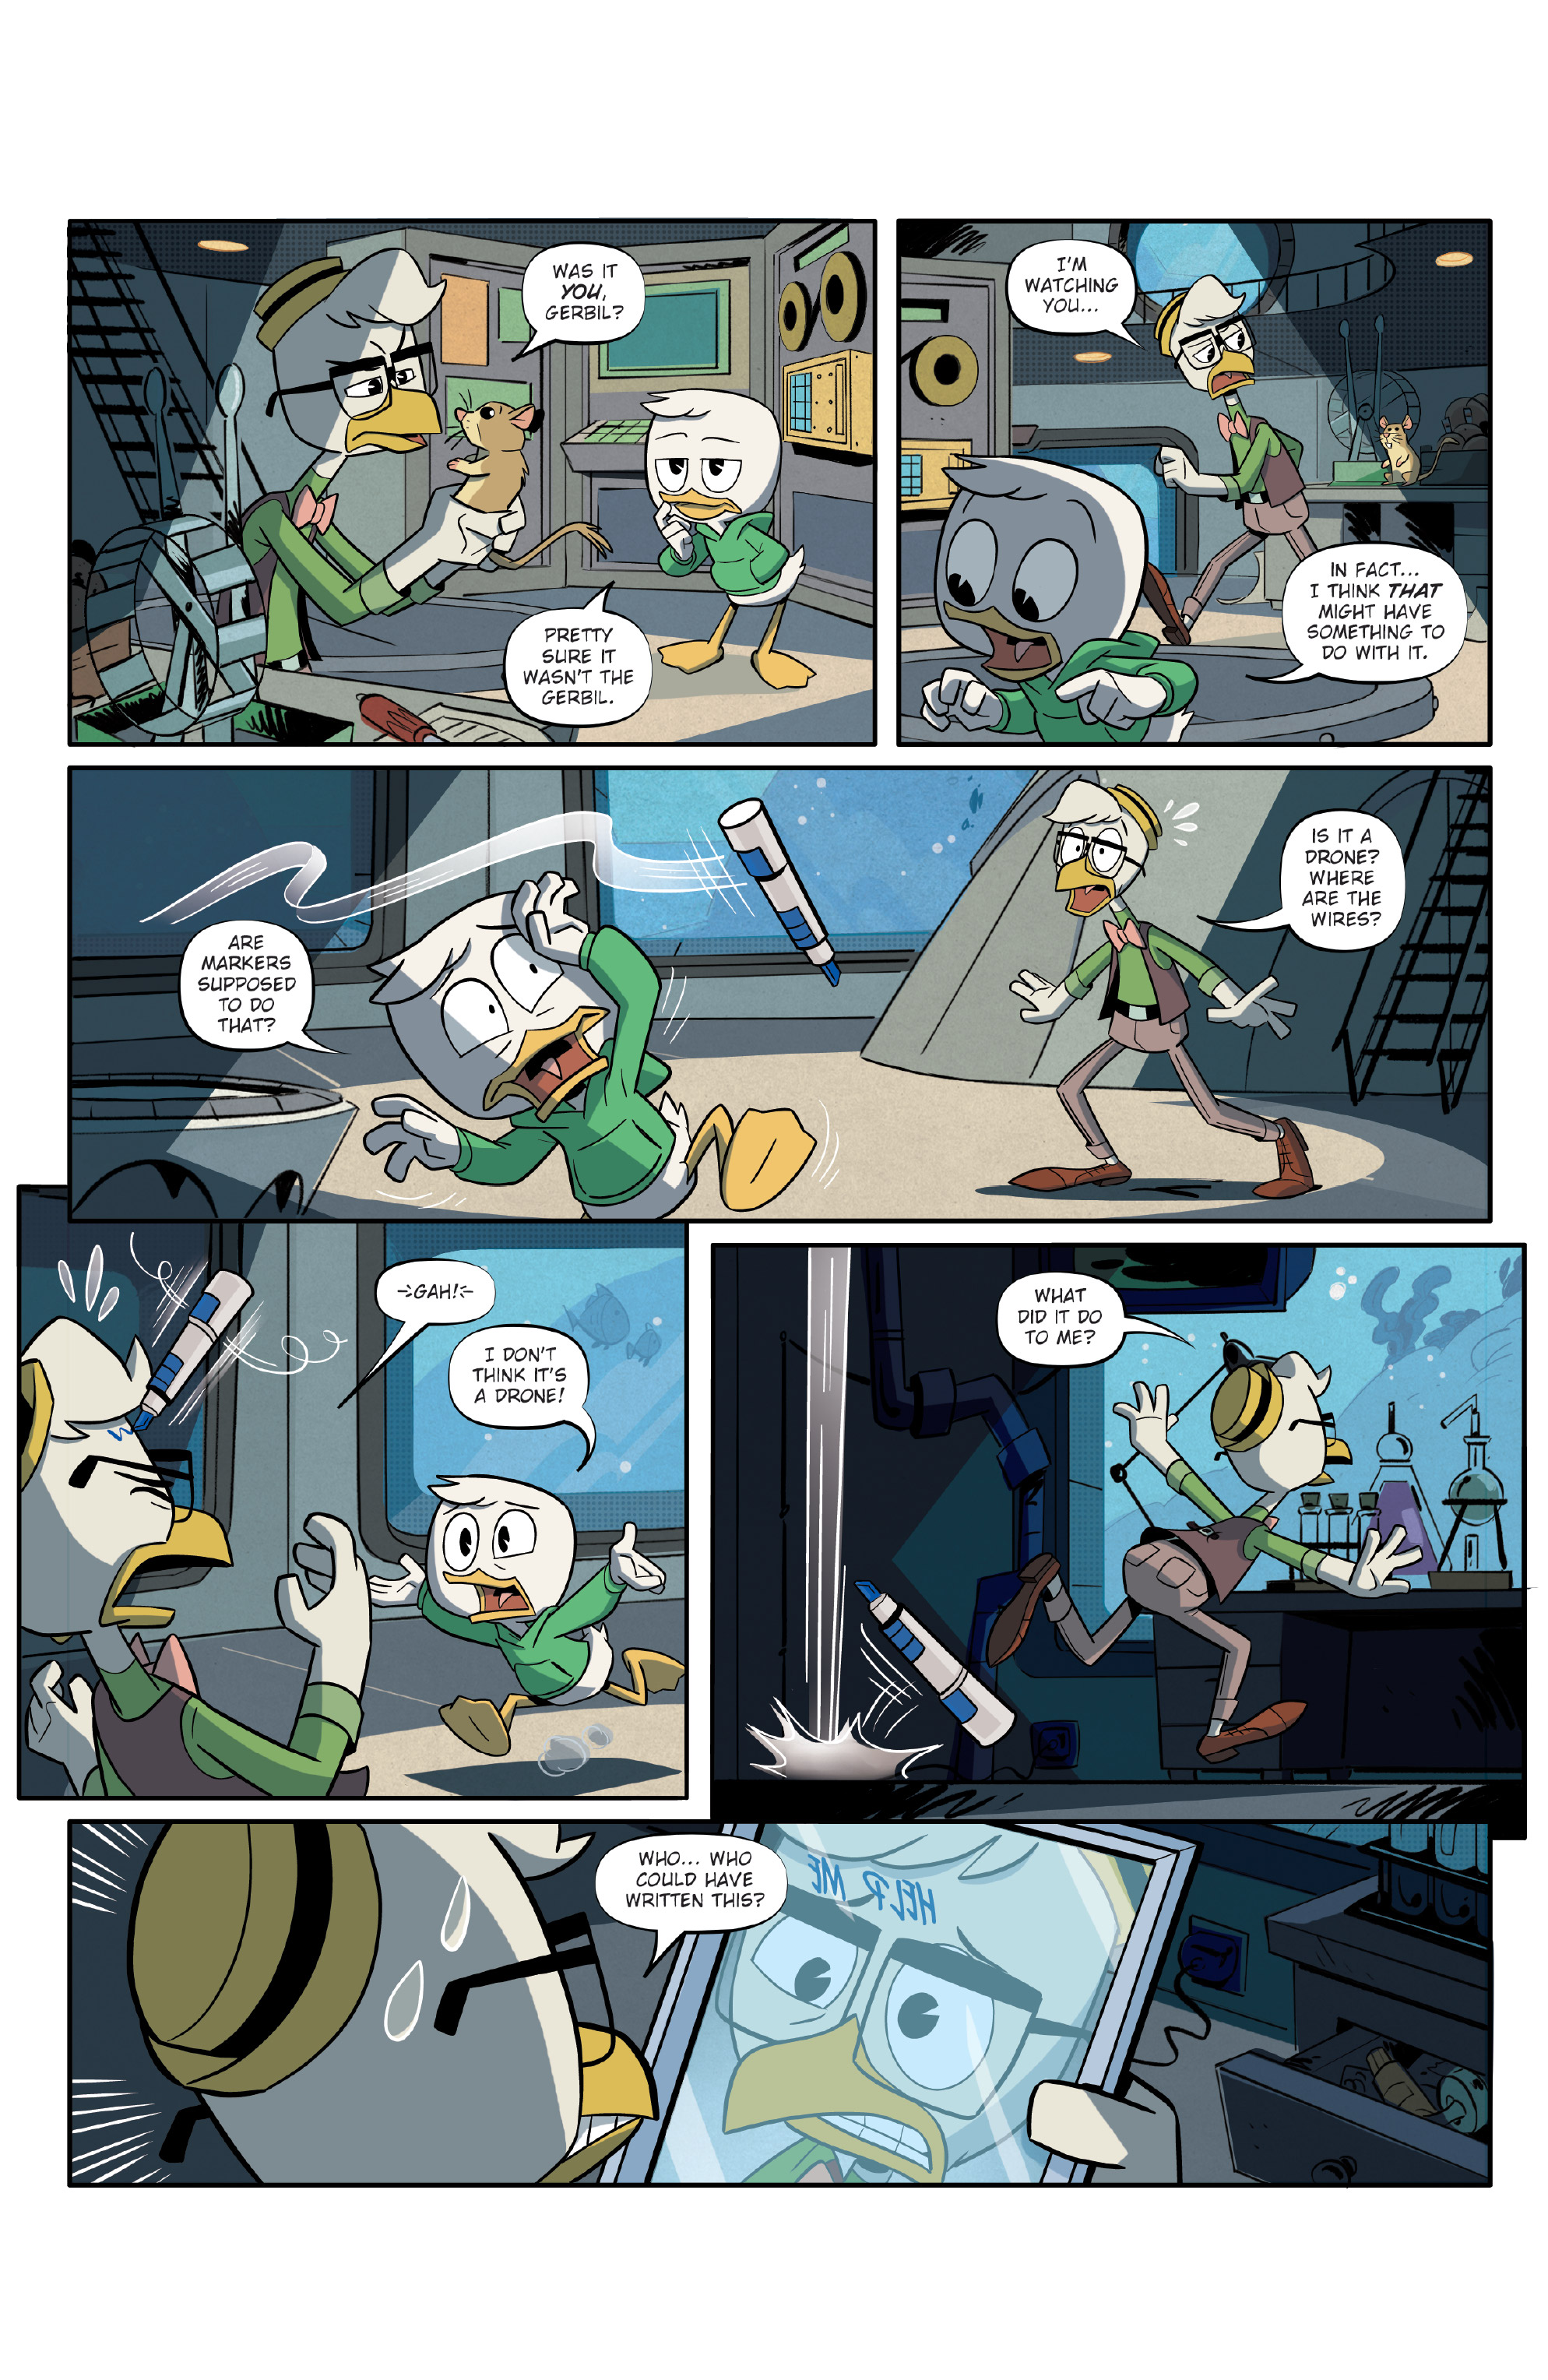 WAS IT
YOU,
GERBIL?
PRETTY
SURE IT
WASN'T THE
GERBIL.
I'M
WATCHING
YOU...
IN FACT...
I THINK THAT
MIGHT HAVE
SOMETHING TO
DO WITH IT.
ARE
MARKERS
SUPPOSED
TO DO
THAT?
IS IT A
DRONE?
WHERE
ARE THE
WIRES?
GAH!
I DON'T
THINK IT'S
A DRONE!
WHAT
DID IT DO
TO ME?
WHO... WHO
COULD HAVE
WRITTEN THIS?
HELP ME